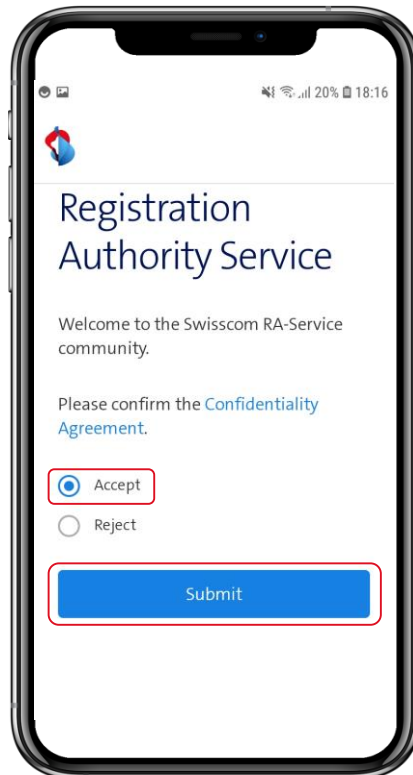 20% 18:16
Registration
Authority Service
Welcome to the Swisscom RA-Service
community.
Please confirm the Confidentiality
Agreement.
Accept
Reject
Submit